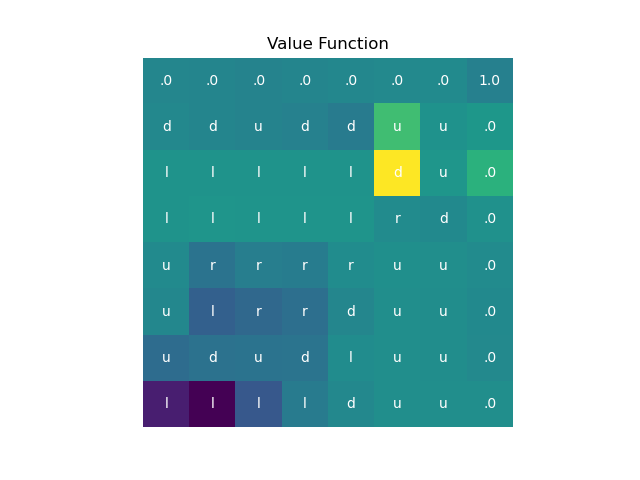 Value Function
.0 .0 .0 .0 .0 .0 .0 1.0
d d u d d u u .0
l l l l l d u .0
l l l l l r d .0
u r r r r u u .0
u l r r d u u .0
u d u d l u u .0
l l l l d u u .0